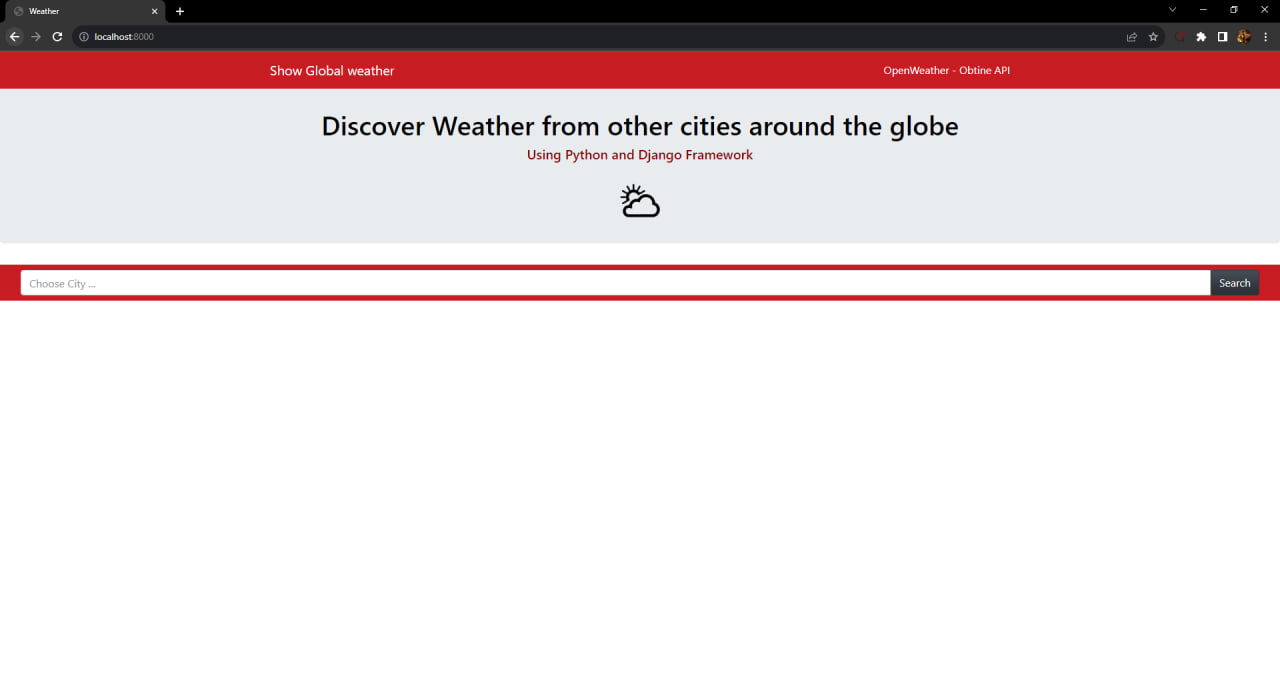 Weather
localhost:8000
Show Global weather
OpenWeather - Obtine API
Discover Weather from other cities around the globe
Using Python and Django Framework
Choose City ...
Search